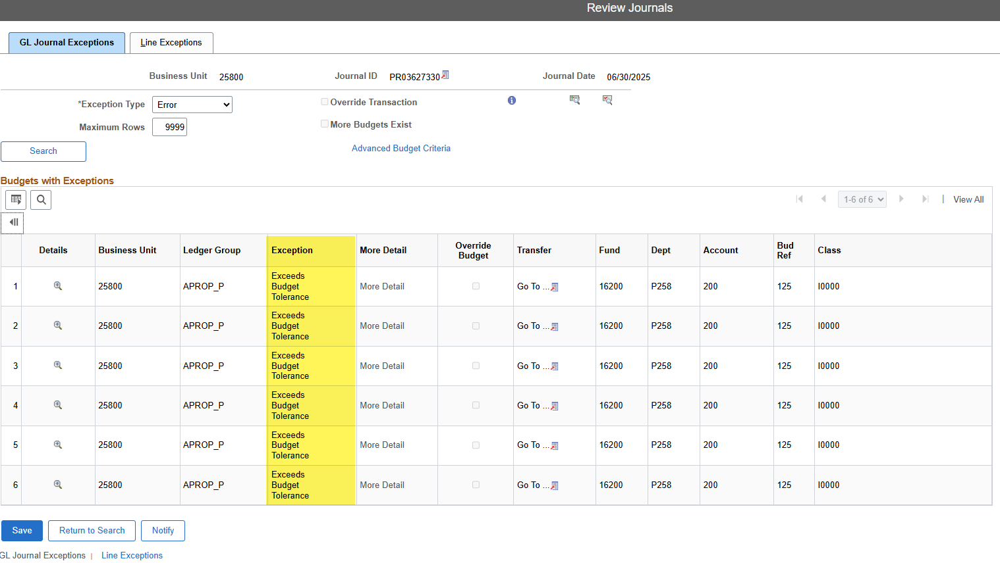 Review Journals
GL Journal Exceptions Line Exceptions
Business Unit 25800 Journal ID PR03627330 Journal Date 06/30/2025
*Exception Type Error Override Transaction
Maximum Rows 9999 More Budgets Exist
Search Advanced Budget Criteria
Budgets with Exceptions
1-6 of 6 | View All
Details Business Unit Ledger Group Exception More Detail Override Budget Transfer Fund Dept Account Bud Ref Class
1 25800 APROP_P Exceeds Budget Tolerance More Detail Go To ... 16200 P258 200 125 I0000
2 25800 APROP_P Exceeds Budget Tolerance More Detail Go To ... 16200 P258 200 125 I0000
3 25800 APROP_P Exceeds Budget Tolerance More Detail Go To ... 16200 P258 200 125 I0000
4 25800 APROP_P Exceeds Budget Tolerance More Detail Go To ... 16200 P258 200 125 I0000
5 25800 APROP_P Exceeds Budget Tolerance More Detail Go To ... 16200 P258 200 125 I0000
6 25800 APROP_P Exceeds Budget Tolerance More Detail Go To ... 16200 P258 200 125 I0000
Save Return to Search Notify
GL Journal Exceptions | Line Exceptions